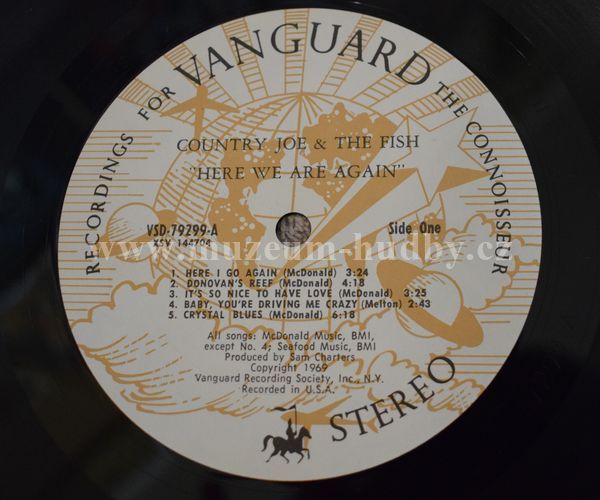 RECORDINGS FOR VANGUARD THE CONNOISSEUR
COUNTRY JOE & THE FISH
"HERE WE ARE AGAIN"
VSD-79299-A
XSV 144704
Side One
www.muzeum-hudby.cz
1. HERE I GO AGAIN (McDonald) 3:24
2. DONOVAN'S REEF (McDonald) 4:18
3. IT'S SO NICE TO HAVE LOVE (McDonald) 3:25
4. BABY, YOU'RE DRIVING ME CRAZY (Melton) 2:43
5. CRYSTAL BLUES (McDonald) 6:18
All songs: McDonald Music, BMI,
except No. 4; Seafood Music, BMI
Produced by Sam Charters
Copyright 1969
Vanguard Recording Society, Inc., N.Y.
Recorded in U.S.A.
STEREO